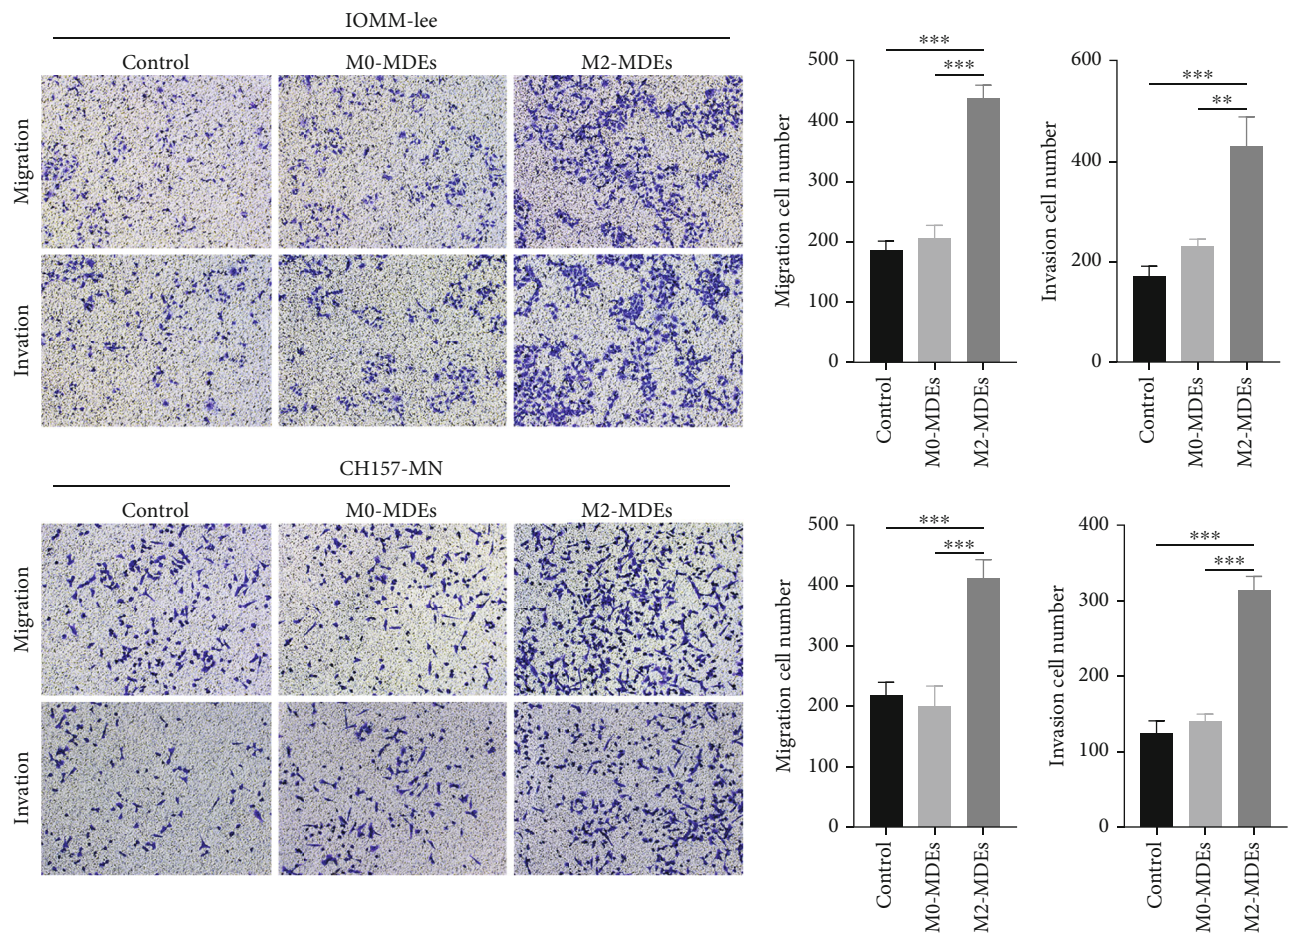 IOMM-lee
Control M0-MDEs M2-MDEs
Migration
Invation
***
***
500
400
300
200
100
0
Migration cell number
Control
M0-MDEs
M2-MDEs
***
**
600
400
200
0
Invasion cell number
Control
M0-MDEs
M2-MDEs
CH157-MN
Control M0-MDEs M2-MDEs
Migration
Invation
***
***
500
400
300
200
100
0
Migration cell number
Control
M0-MDEs
M2-MDEs
***
***
400
300
200
100
0
Invasion cell number
Control
M0-MDEs
M2-MDEs